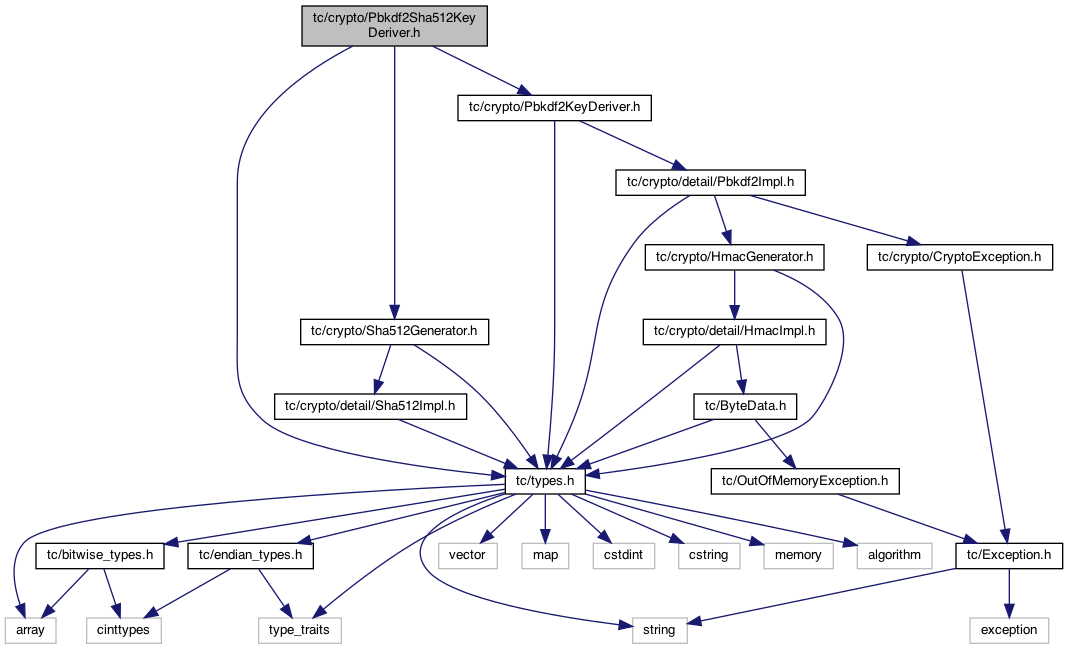 tc/crypto/Pbkdf2Sha512Key
Deriver.h
tc/crypto/Pbkdf2KeyDeriver.h
tc/crypto/detail/Pbkdf2Impl.h
tc/crypto/HmacGenerator.h
tc/crypto/CryptoException.h
tc/crypto/Sha512Generator.h
tc/crypto/detail/HmacImpl.h
tc/crypto/detail/Sha512Impl.h
tc/ByteData.h
tc/types.h
tc/OutOfMemoryException.h
tc/bitwise_types.h
tc/endian_types.h
vector
map
cstdint
cstring
memory
algorithm
tc/Exception.h
array
cinttypes
type_traits
string
exception